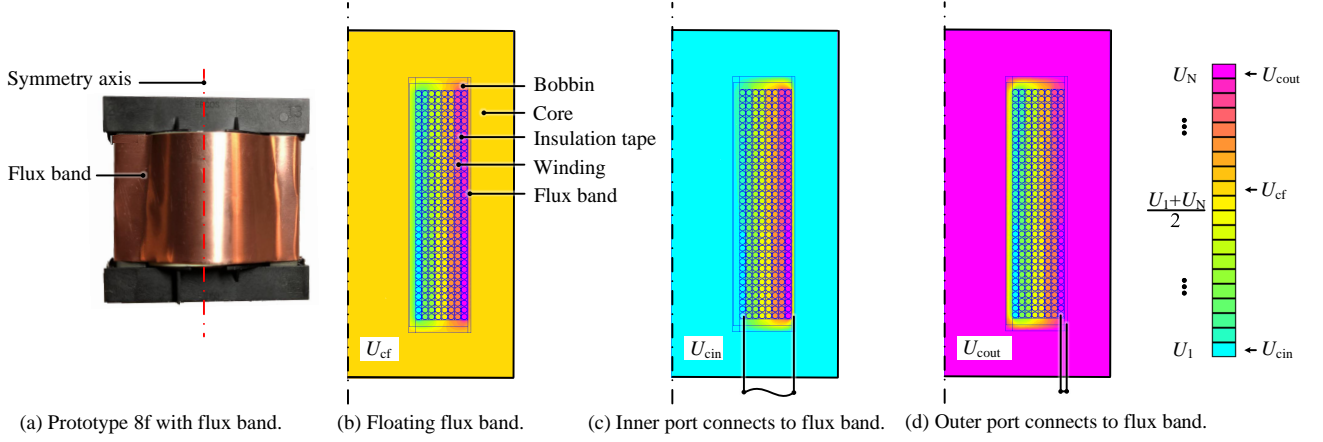 Symmetry axis
Flux band
(a) Prototype 8f with flux band.
Bobbin
Core
Insulation tape
Winding
Flux band
U_cf
(b) Floating flux band.
U_cin
(c) Inner port connects to flux band.
U_cout
(d) Outer port connects to flux band.
U_N
U_cout
U_1+U_N
2
U_cf
U_1
U_cin